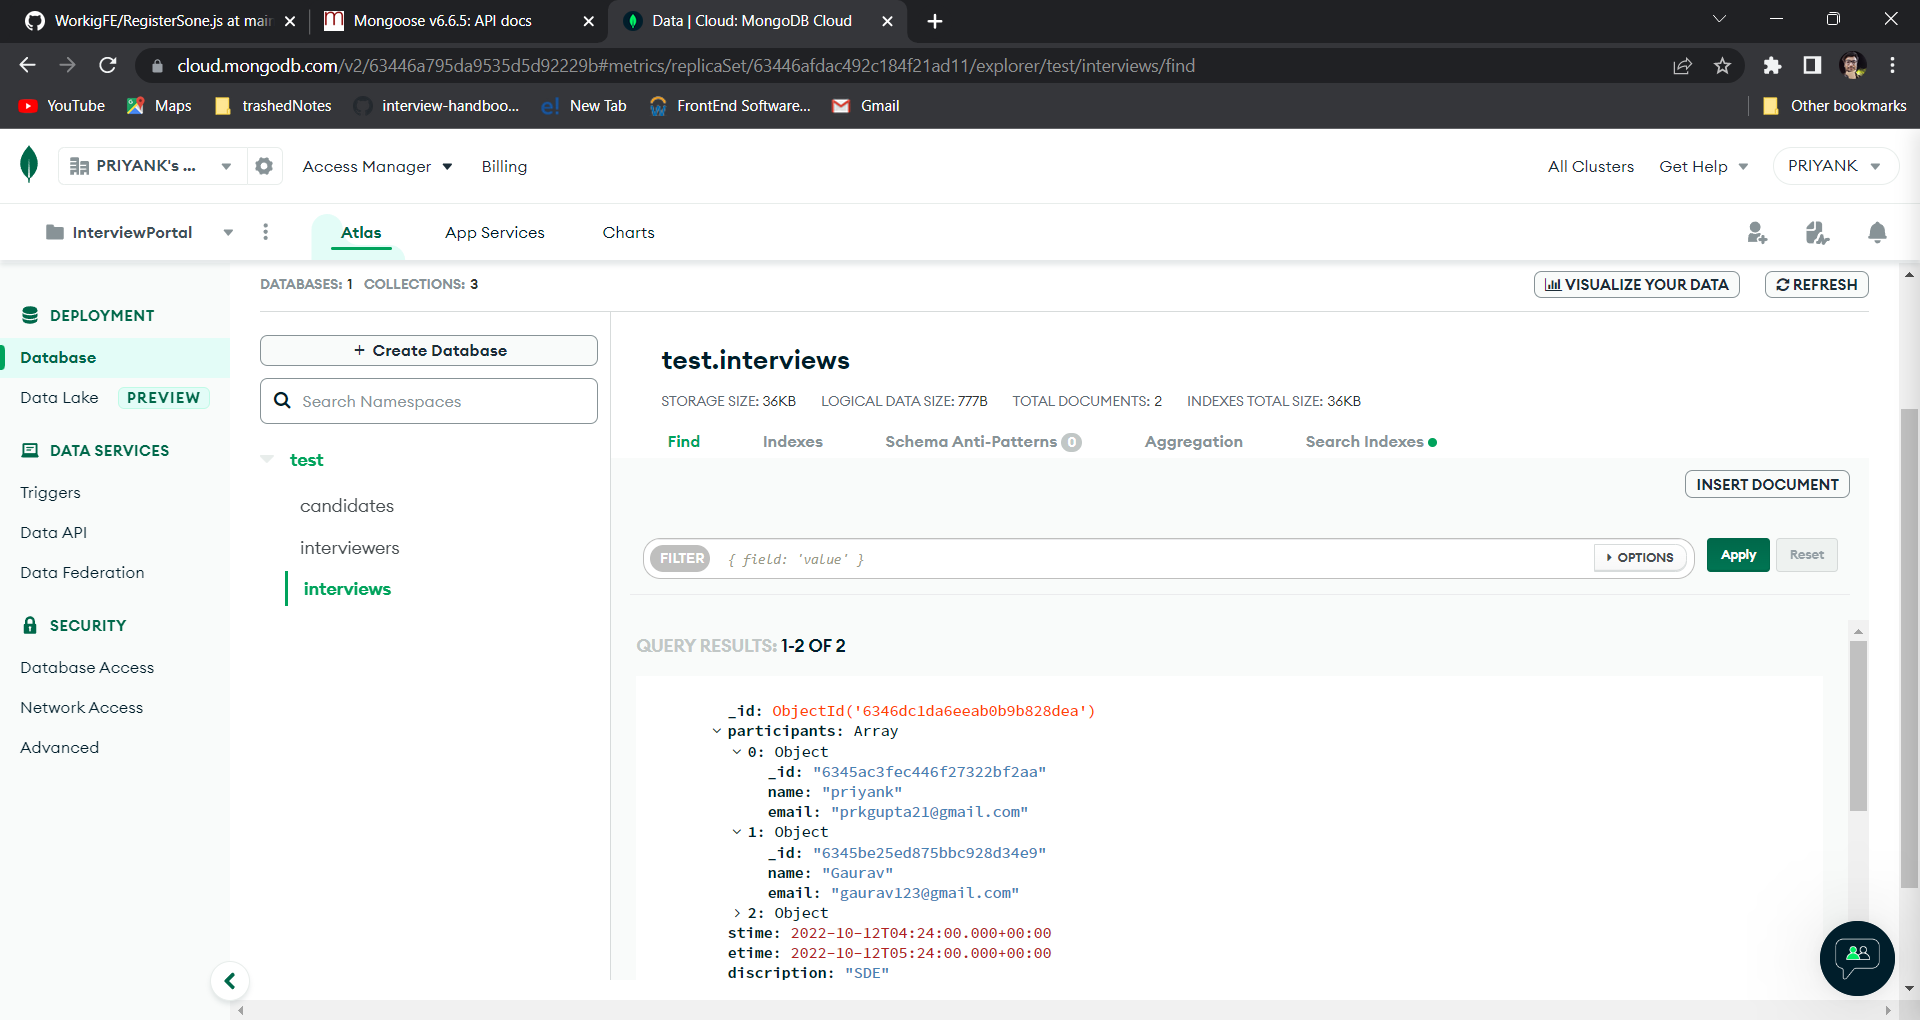 WorkigFE/RegisterSone.js at mair
Mongoose v6.6.5: API docs
Data | Cloud: MongoDB Cloud
cloud.mongodb.com/v2/63446a795da9535d5d92229b#metrics/replicaSet/63446afdac492c184f21ad11/explorer/test/interviews/find
YouTube Maps trashedNotes interview-handboo... New Tab FrontEnd Software... Gmail Other bookmarks
PRIYANK's ... Access Manager Billing All Clusters Get Help PRIYANK
InterviewPortal Atlas App Services Charts
DATABASES: 1 COLLECTIONS: 3 VISUALIZE YOUR DATA REFRESH
DEPLOYMENT
Database
Data Lake PREVIEW
DATA SERVICES
Triggers
Data API
Data Federation
SECURITY
Database Access
Network Access
Advanced
+ Create Database
Search Namespaces
test
candidates
interviewers
interviews
test.interviews
STORAGE SIZE: 36KB LOGICAL DATA SIZE: 777B TOTAL DOCUMENTS: 2 INDEXES TOTAL SIZE: 36KB
Find Indexes Schema Anti-Patterns 0 Aggregation Search Indexes
INSERT DOCUMENT
FILTER { field: 'value' } OPTIONS Apply Reset
QUERY RESULTS: 1-2 OF 2
_id: ObjectId('6346dc1da6eeab0b9b828dea')
participants: Array
0: Object
_id: "6345ac3fec446f27322bf2aa"
name: "priyank"
email: "prkgupta21@gmail.com"
1: Object
_id: "6345be25ed875bbc928d34e9"
name: "Gaurav"
email: "gaurav123@gmail.com"
2: Object
stime: 2022-10-12T04:24:00.000+00:00
etime: 2022-10-12T05:24:00.000+00:00
discription: "SDE"